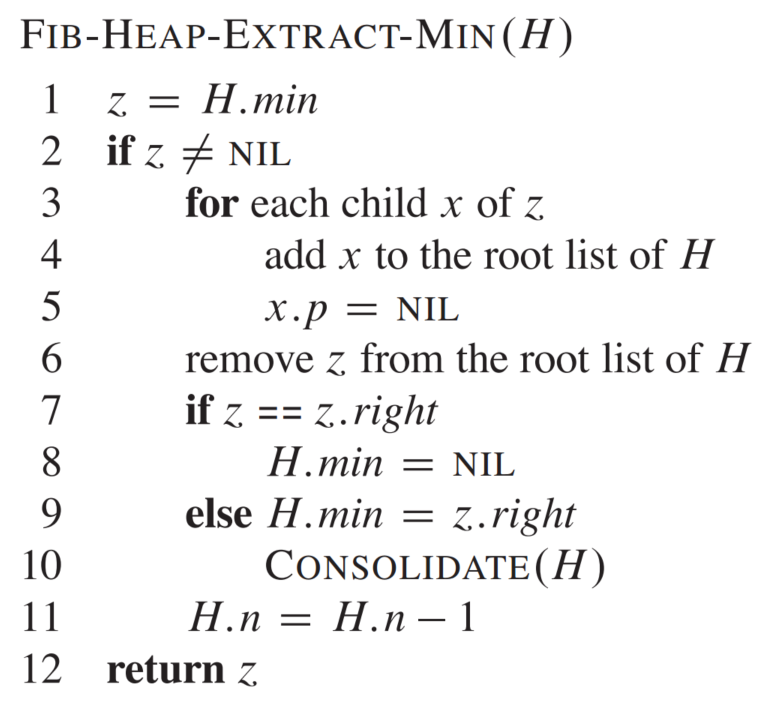 FIB-HEAP-EXTRACT-MIN(H)
1 z = H.min
2 if z ≠ NIL
3 for each child x of z
4 add x to the root list of H
5 x.p = NIL
6 remove z from the root list of H
7 if z == z.right
8 H.min = NIL
9 else H.min = z.right
10 CONSOLIDATE(H)
11 H.n = H.n − 1
12 return z